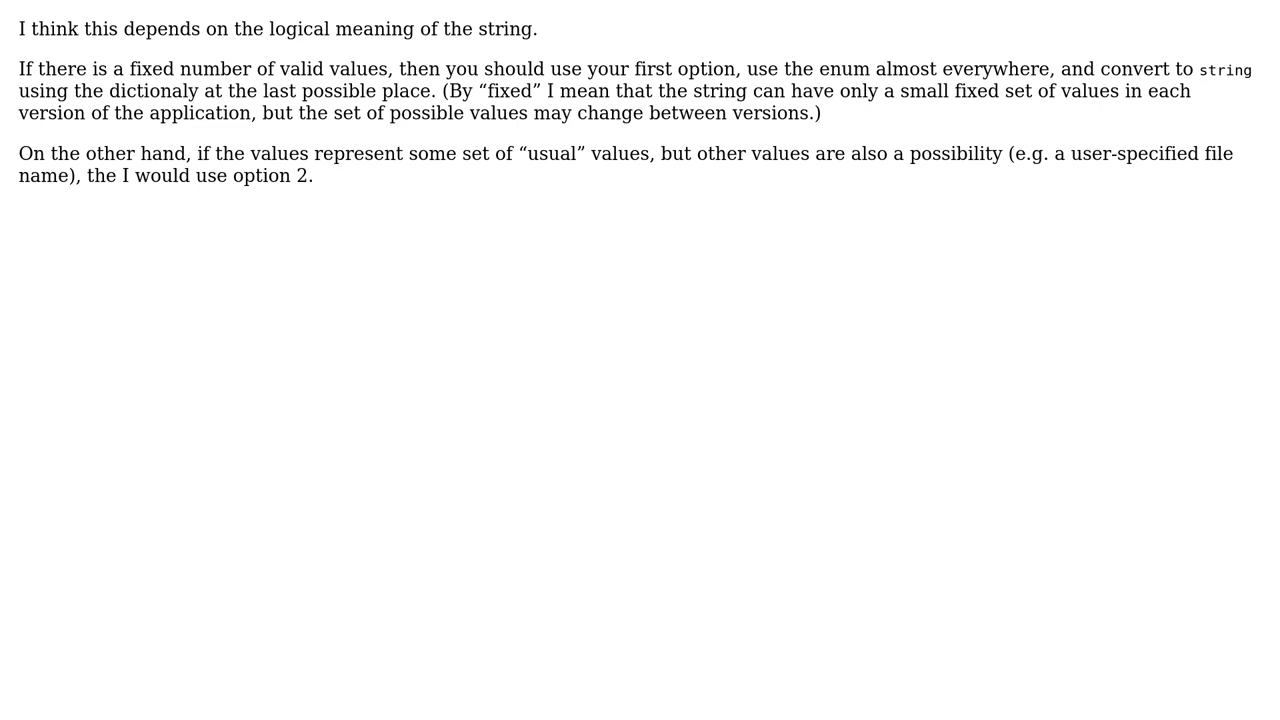 I think this depends on the logical meaning of the string.
If there is a fixed number of valid values, then you should use your first option, use the enum almost everywhere, and convert to string
using the dictionaly at the last possible place. (By “fixed” I mean that the string can have only a small fixed set of values in each
version of the application, but the set of possible values may change between versions.)
On the other hand, if the values represent some set of “usual” values, but other values are also a possibility (e.g. a user-specified file
name), the I would use option 2.